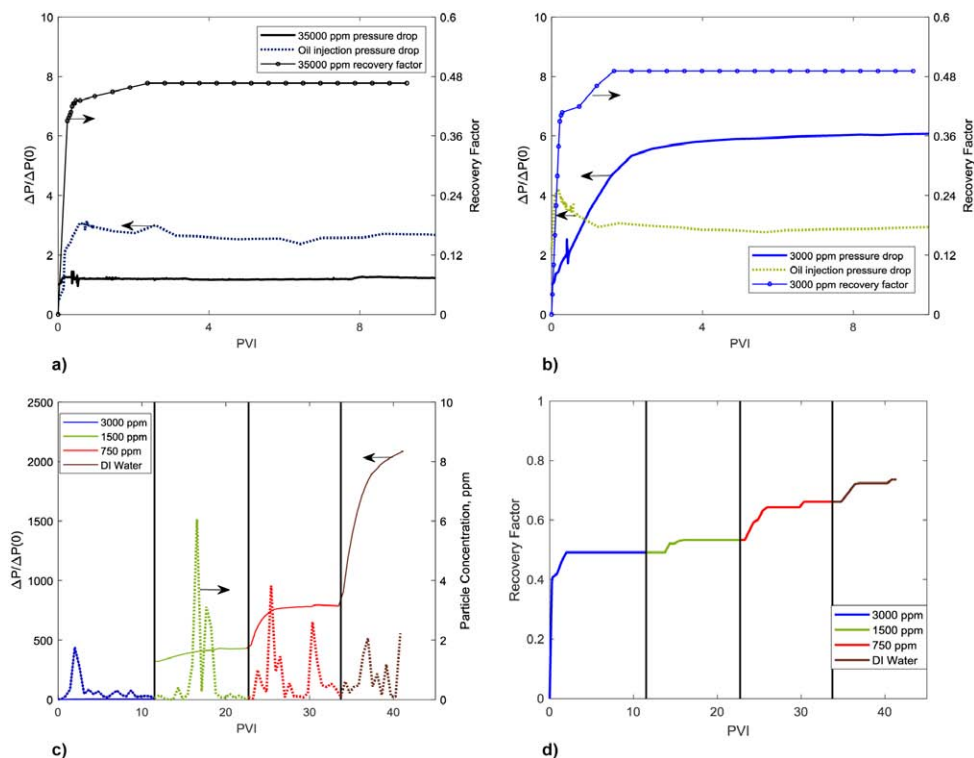 10
8
6
4
2
0
ΔP/ΔP(0)
0.6
0.48
0.36
0.24
0.12
0
Recovery Factor
35000 ppm pressure drop
Oil injection pressure drop
35000 ppm recovery factor
0
4
8
PVI
a)
10
8
6
4
2
0
ΔP/ΔP(0)
0.6
0.48
0.36
0.24
0.12
0
Recovery Factor
3000 ppm pressure drop
Oil injection pressure drop
3000 ppm recovery factor
0
4
8
PVI
b)
2500
2000
1500
1000
500
0
ΔP/ΔP(0)
10
8
6
4
2
0
Particle Concentration, ppm
3000 ppm
1500 ppm
750 ppm
DI Water
0
10
20
30
40
PVI
c)
1
0.8
0.6
0.4
0.2
0
Recovery Factor
3000 ppm
1500 ppm
750 ppm
DI Water
0
10
20
30
40
PVI
d)